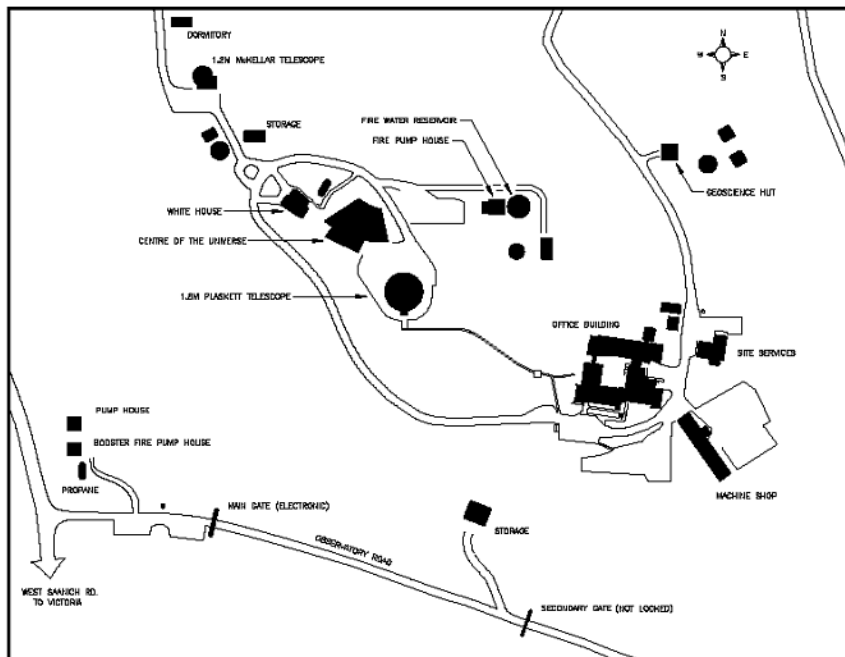 DORMITORY
1.2M McKELLAR TELESCOPE
N
W
E
S
STORAGE
FIRE WATER RESERVOIR
FIRE PUMP HOUSE
GEOSCIENCE HUT
WHITE HOUSE
CENTRE OF THE UNIVERSE
1.8M PLASKETT TELESCOPE
OFFICE BUILDING
SITE SERVICES
PUMP HOUSE
BOOSTER FIRE PUMP HOUSE
PROPANE
MACHINE SHOP
MAIN GATE (ELECTRONIC)
STORAGE
OBSERVATORY ROAD
WEST SAANICH RD.
TO VICTORIA
SECONDARY GATE (NOT LOCKED)